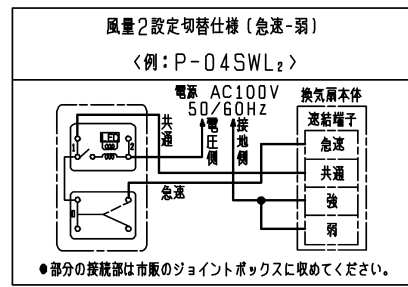 風量2設定切替仕様(急速-弱)
〈例:P-04SWL₂〉
電源 AC100V
50/60Hz
換気扇本体
速結端子
共通
電圧側
接地側
LED
1
2
急速
共通
強
弱
急速
●部分の接続部は市販のジョイントボックスに収めてください。